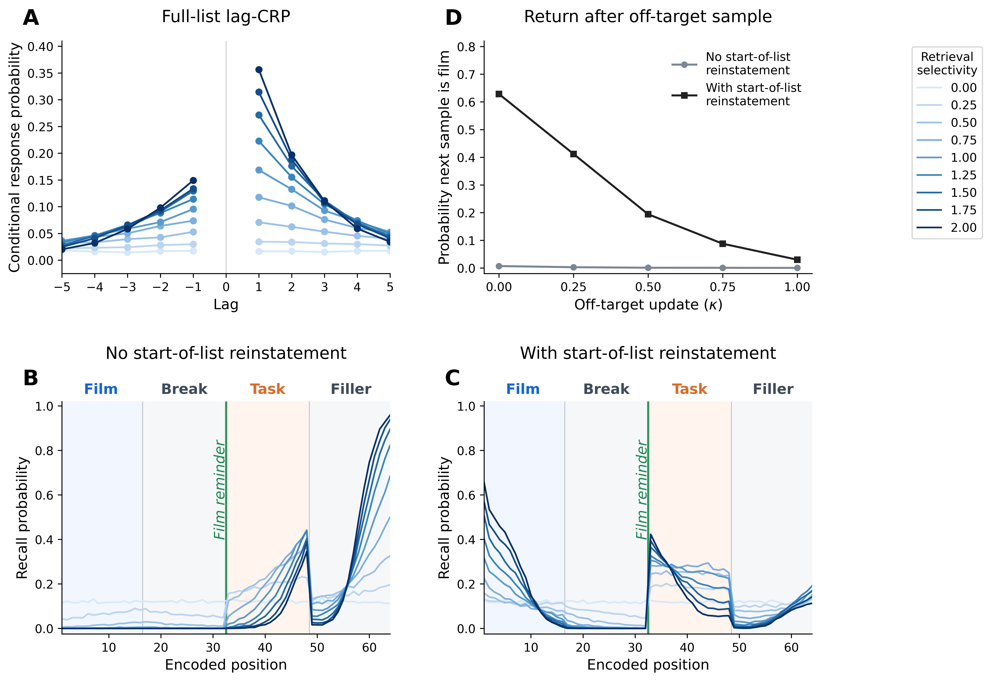 A
Full-list lag-CRP
Conditional response probability
0.40
0.35
0.30
0.25
0.20
0.15
0.10
0.05
0.00
−5 −4 −3 −2 −1 0 1 2 3 4 5
Lag
D
Return after off-target sample
Probability next sample is film
0.8
0.7
0.6
0.5
0.4
0.3
0.2
0.1
0.0
No start-of-list
reinstatement
With start-of-list
reinstatement
0.00 0.25 0.50 0.75 1.00
Off-target update (κ)
Retrieval
selectivity
0.00
0.25
0.50
0.75
1.00
1.25
1.50
1.75
2.00
No start-of-list reinstatement
B
Film Break Task Filler
Recall probability
1.0
0.8
0.6
0.4
0.2
0.0
Film reminder
10 20 30 40 50 60
Encoded position
With start-of-list reinstatement
C
Film Break Task Filler
Recall probability
1.0
0.8
0.6
0.4
0.2
0.0
Film reminder
10 20 30 40 50 60
Encoded position